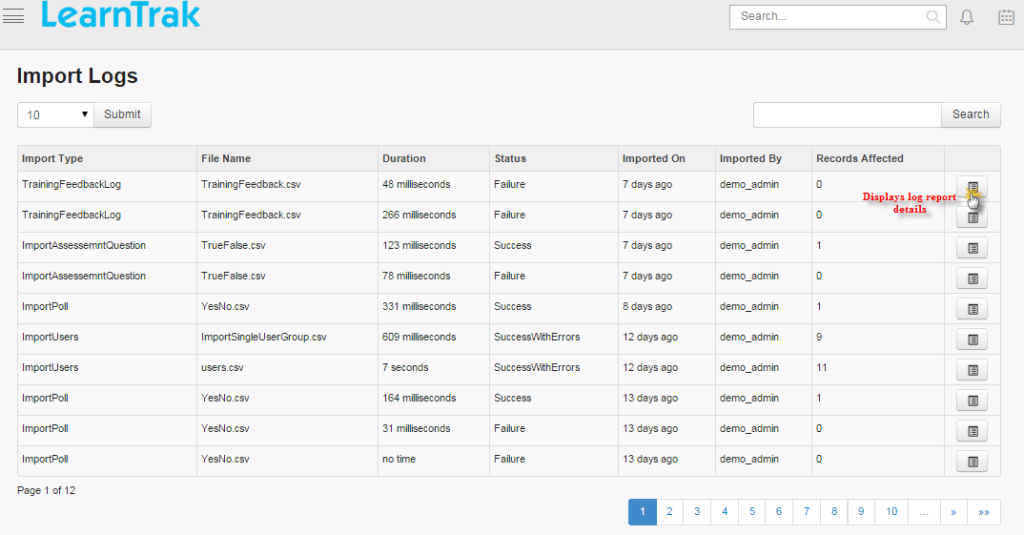 LearnTrak
Search...
Import Logs
10 Submit
Search
Import Type File Name Duration Status Imported On Imported By Records Affected
TrainingFeedbackLog TrainingFeedback.csv 48 milliseconds Failure 7 days ago demo_admin 0
Displays log report
details
TrainingFeedbackLog TrainingFeedback.csv 266 milliseconds Failure 7 days ago demo_admin 0
ImportAssessemntQuestion TrueFalse.csv 123 milliseconds Success 7 days ago demo_admin 1
ImportAssessemntQuestion TrueFalse.csv 78 milliseconds Failure 7 days ago demo_admin 0
ImportPoll YesNo.csv 331 milliseconds Success 8 days ago demo_admin 1
ImportUsers ImportSingleUserGroup.csv 609 milliseconds SuccessWithErrors 12 days ago demo_admin 9
ImportUsers users.csv 7 seconds SuccessWithErrors 12 days ago demo_admin 11
ImportPoll YesNo.csv 164 milliseconds Success 13 days ago demo_admin 1
ImportPoll YesNo.csv 31 milliseconds Failure 13 days ago demo_admin 0
ImportPoll YesNo.csv no time Failure 13 days ago demo_admin 0
Page 1 of 12
1 2 3 4 5 6 7 8 9 10 ... » »»